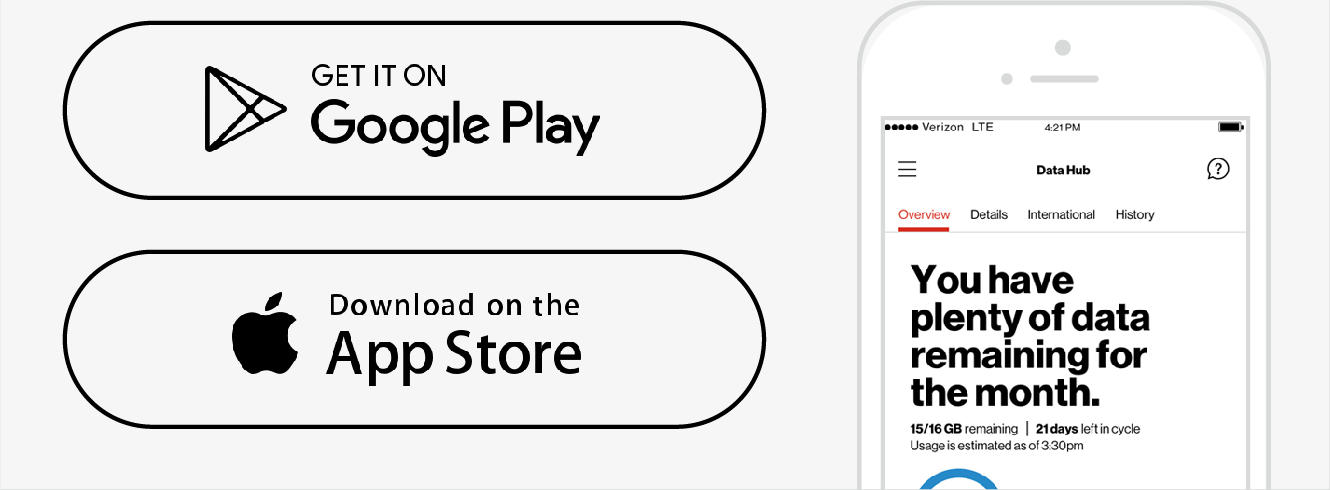 GET IT ON
Google Play
Download on the
App Store
Verizon LTE 4:21 PM
Data Hub
?
Overview Details International History
You have
plenty of data
remaining for
the month.
15/16 GB remaining | 21 days left in cycle
Usage is estimated as of 3:30pm